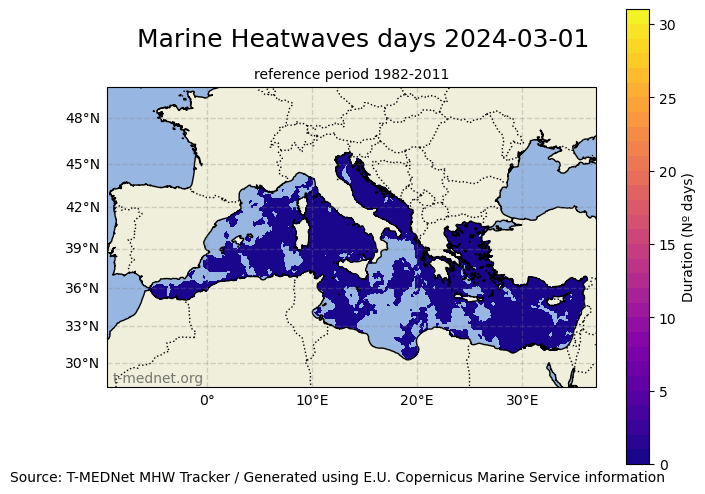 Marine Heatwaves days 2024-03-01
reference period 1982-2011
48°N
45°N
42°N
39°N
36°N
33°N
30°N
t-mednet.org
0°
10°E
20°E
30°E
30
25
20
15
10
5
0
Duration (Nº days)
Source: T-MEDNet MHW Tracker / Generated using E.U. Copernicus Marine Service information